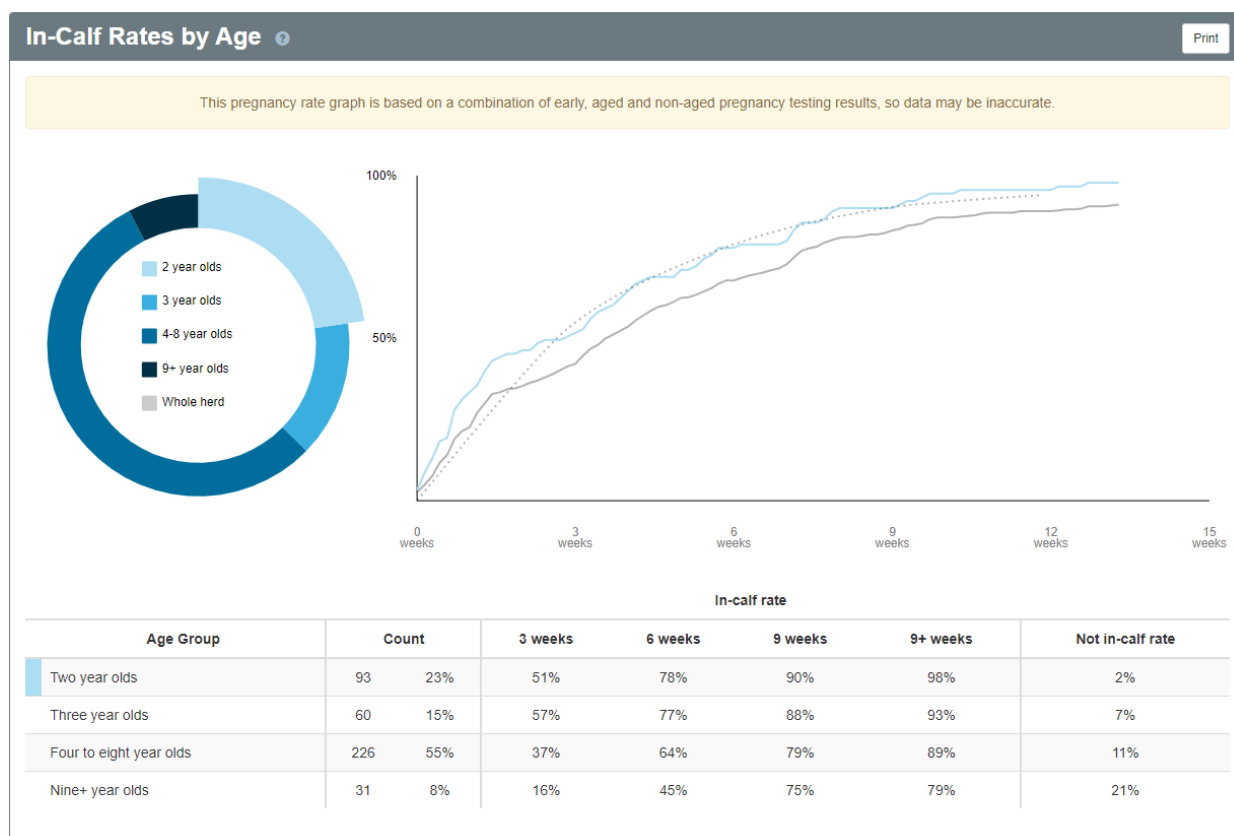 In-Calf Rates by Age ?
Print
This pregnancy rate graph is based on a combination of early, aged and non-aged pregnancy testing results, so data may be inaccurate.
2 year olds
3 year olds
4-8 year olds
9+ year olds
Whole herd
100%
50%
0 3 6 9 12 15
weeks weeks weeks weeks weeks weeks
In-calf rate
Age Group Count 3 weeks 6 weeks 9 weeks 9+ weeks Not in-calf rate
Two year olds 93 23% 51% 78% 90% 98% 2%
Three year olds 60 15% 57% 77% 88% 93% 7%
Four to eight year olds 226 55% 37% 64% 79% 89% 11%
Nine+ year olds 31 8% 16% 45% 75% 79% 21%